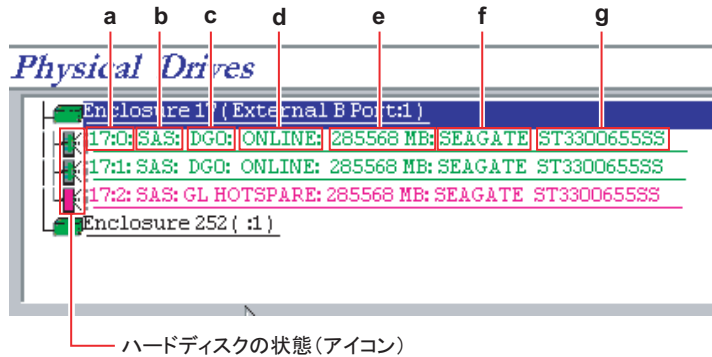 a b c d e f g
Physical Drives
Enclosure 17 ( External B Port:1 )
17:0: SAS: DG0: ONLINE: 285568 MB: SEAGATE ST3300655SS
17:1: SAS: DG0: ONLINE: 285568 MB: SEAGATE ST3300655SS
17:2: SAS: GL HOTSPARE: 285568 MB: SEAGATE ST3300655SS
Enclosure 252 ( :1 )
ハードディスクの状態（アイコン）